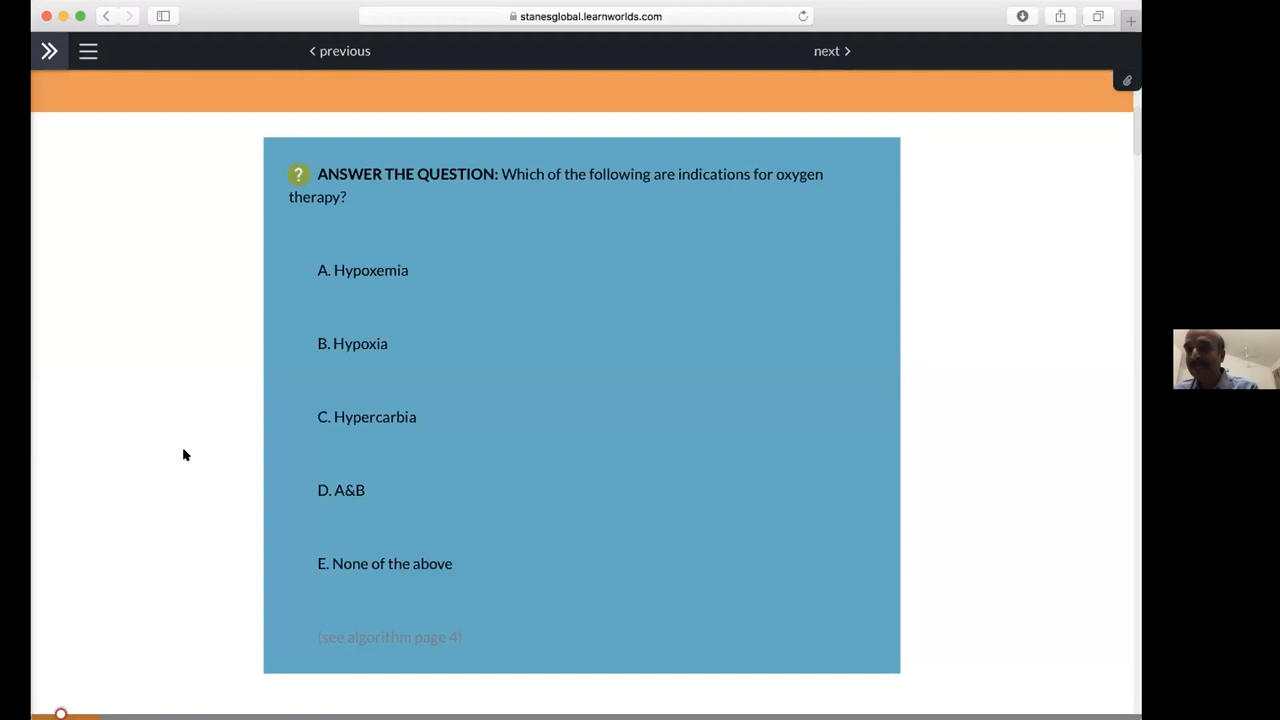 stanesglobal.learnworlds.com
previous
next
? ANSWER THE QUESTION: Which of the following are indications for oxygen
therapy?
A. Hypoxemia
B. Hypoxia
C. Hypercarbia
D. A&B
E. None of the above
(see algorithm page 4)